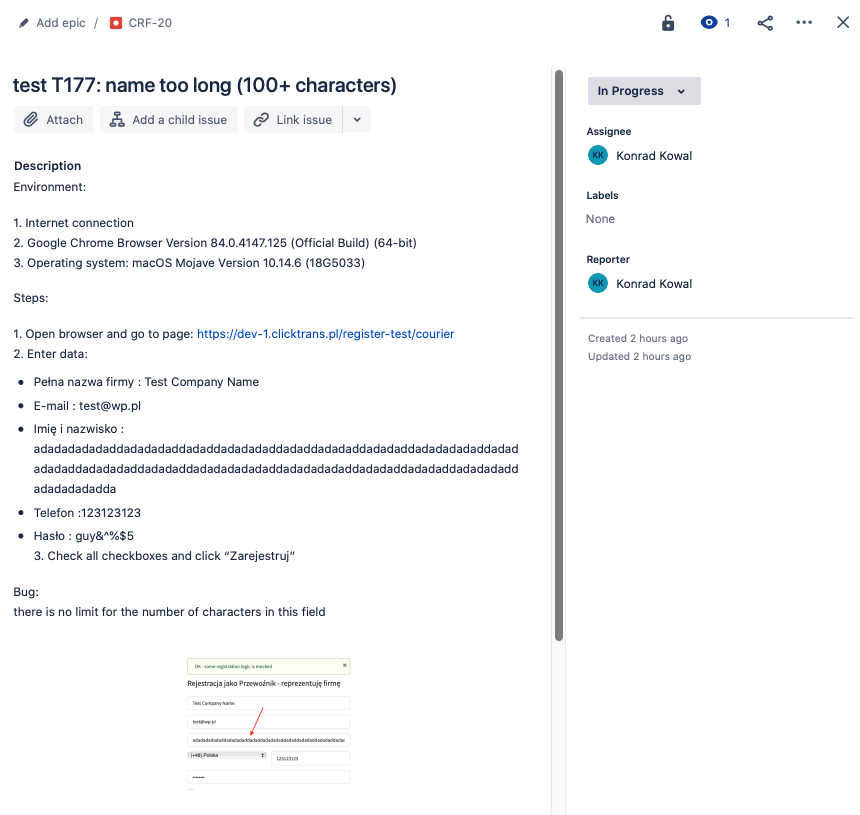 Add epic / CRF-20
1
test T177: name too long (100+ characters)
Attach
Add a child issue
Link issue
Description
Environment:
1. Internet connection
2. Google Chrome Browser Version 84.0.4147.125 (Official Build) (64-bit)
3. Operating system: macOS Mojave Version 10.14.6 (18G5033)
Steps:
1. Open browser and go to page: https://dev-1.clicktrans.pl/register-test/courier
2. Enter data:
• Pełna nazwa firmy : Test Company Name
• E-mail : test@wp.pl
• Imię i nazwisko :
adadadadadaddadadadaddadaddadadadaddadaddadadaddadaddadadadadaddadad
adadaddadadaddadadaddadadadadaddadaddadadadaddadaddadadadaddadadadadd
adadadadadda
• Telefon :123123123
• Hasło : guy&^%$5
3. Check all checkboxes and click “Zarejestruj”
Bug:
there is no limit for the number of characters in this field
OK - some registration logic is mocked
Rejestracja jako Przewoźnik - reprezentuję firmę
Test Company Name
test@wp.pl
(+48) Polska
123123123
In Progress
Assignee
KK Konrad Kowal
Labels
None
Reporter
KK Konrad Kowal
Created 2 hours ago
Updated 2 hours ago